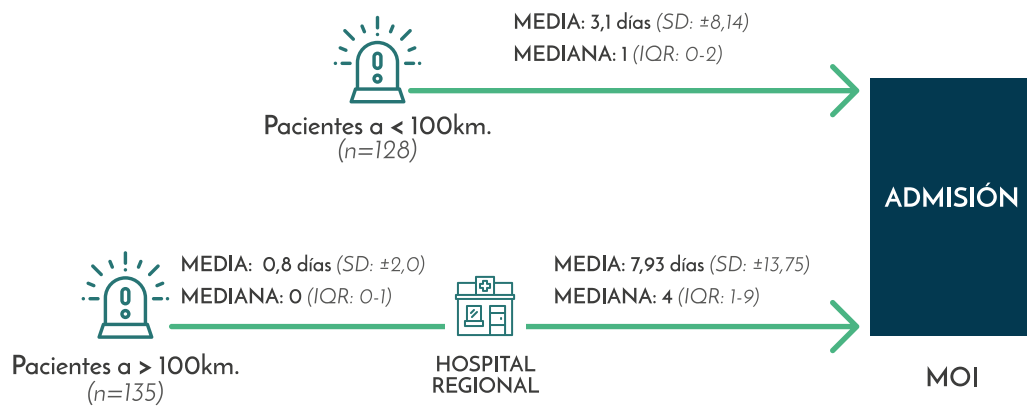 MEDIA: 3,1 días (SD: ±8,14)
MEDIANA: 1 (IQR: 0-2)
Pacientes a < 100km.
(n=128)
ADMISIÓN
MEDIA: 0,8 días (SD: ±2,0)
MEDIANA: 0 (IQR: 0-1)
MEDIA: 7,93 días (SD: ±13,75)
MEDIANA: 4 (IQR: 1-9)
Pacientes a > 100km.
(n=135)
HOSPITAL
REGIONAL
MOI